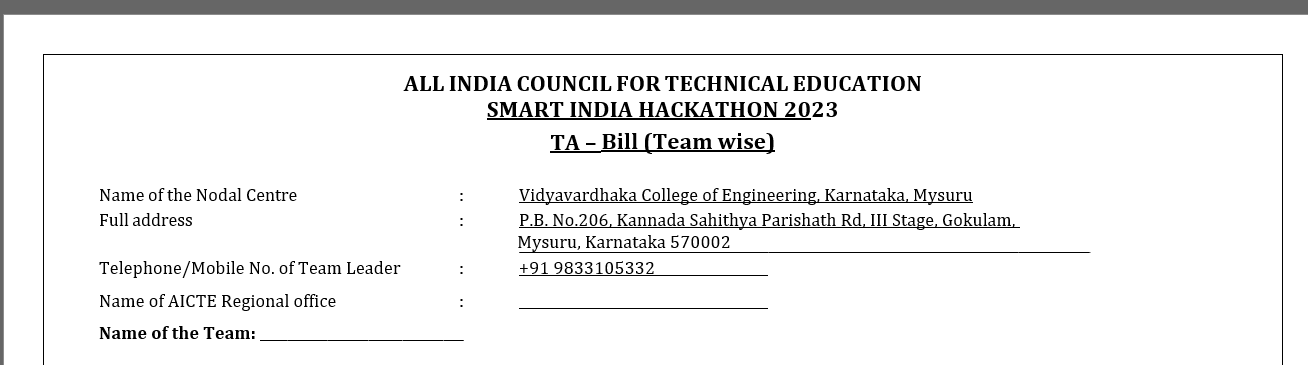 ALL INDIA COUNCIL FOR TECHNICAL EDUCATION
SMART INDIA HACKATHON 2023
TA – Bill (Team wise)
Name of the Nodal Centre : Vidyavardhaka College of Engineering, Karnataka, Mysuru
Full address : P.B. No.206, Kannada Sahithya Parishath Rd, III Stage, Gokulam,
Mysuru, Karnataka 570002
Telephone/Mobile No. of Team Leader : +91 9833105332
Name of AICTE Regional office :
Name of the Team: